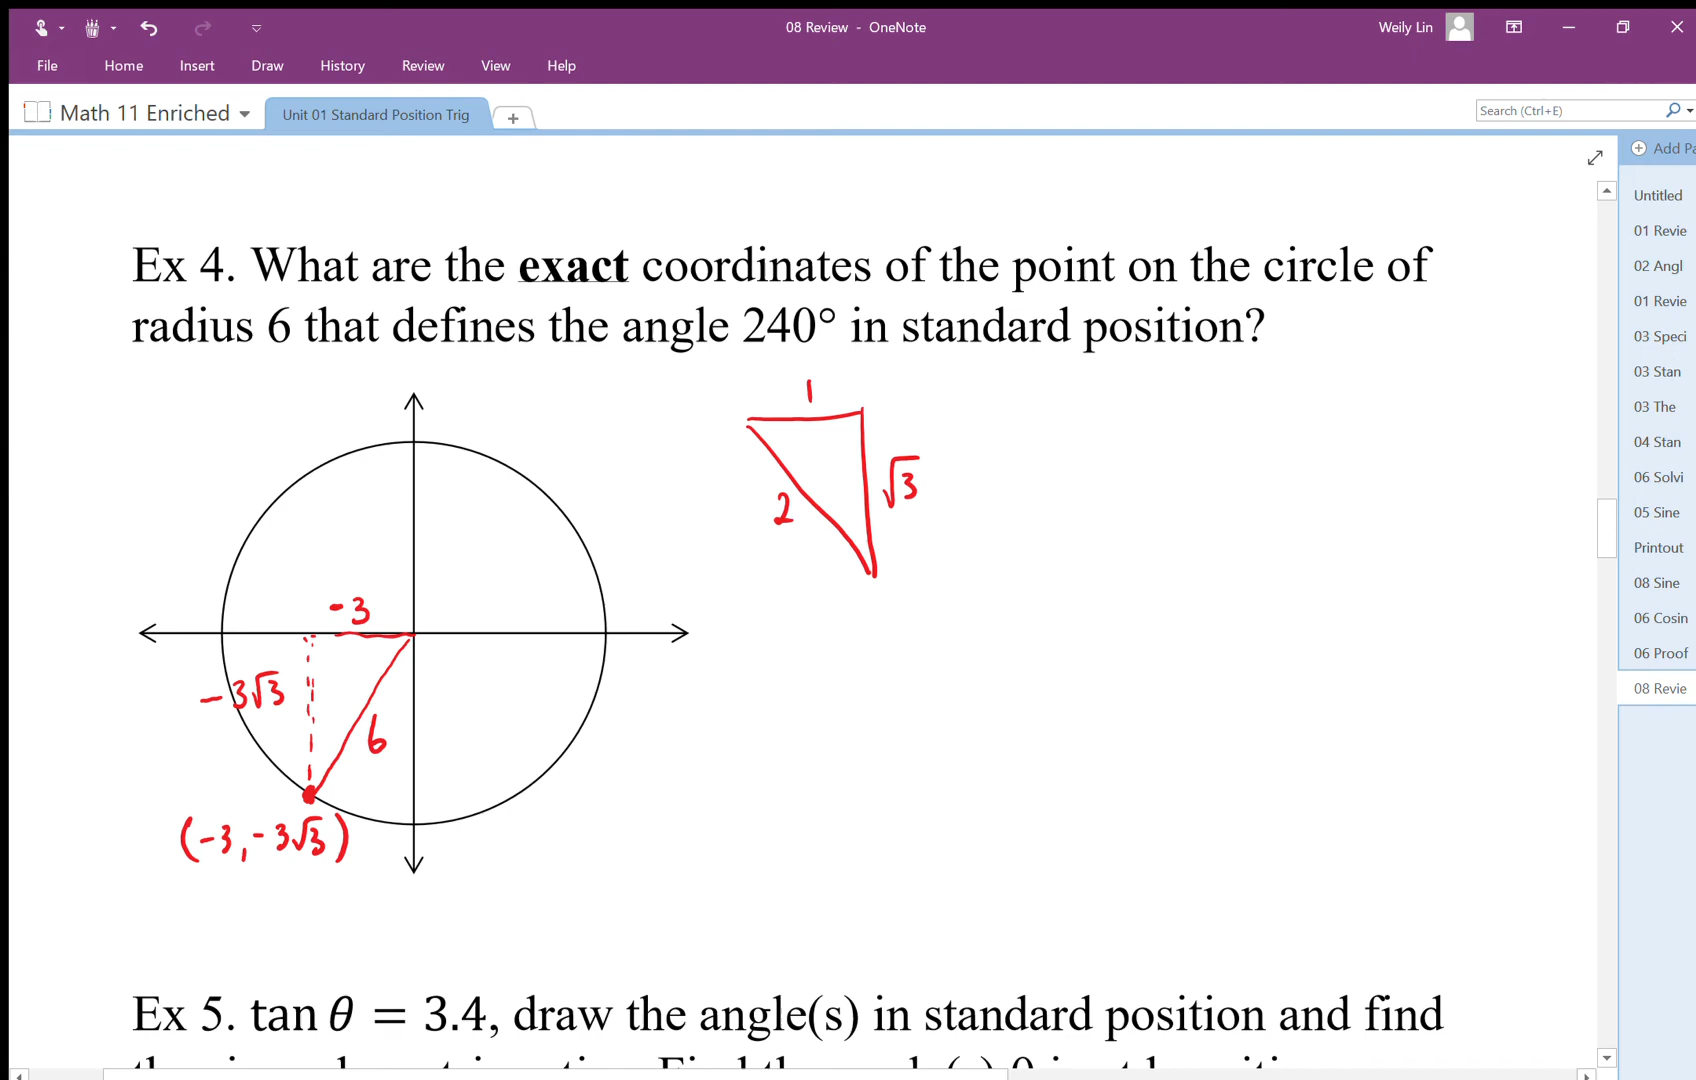 08 Review - OneNote
Weily Lin
File Home Insert Draw History Review View Help
Math 11 Enriched
Unit 01 Standard Position Trig
+
Search (Ctrl+E)
Add Pa
Untitled
01 Revie
02 Angl
01 Revie
03 Speci
03 Stan
03 The
04 Stan
06 Solvi
05 Sine
Printout
08 Sine
06 Cosin
06 Proof
08 Revie
Ex 4. What are the exact coordinates of the point on the circle of
radius 6 that defines the angle 240° in standard position?
1
2
√3
-3
-3√3
6
(-3, -3√3)
Ex 5. tan θ = 3.4, draw the angle(s) in standard position and find